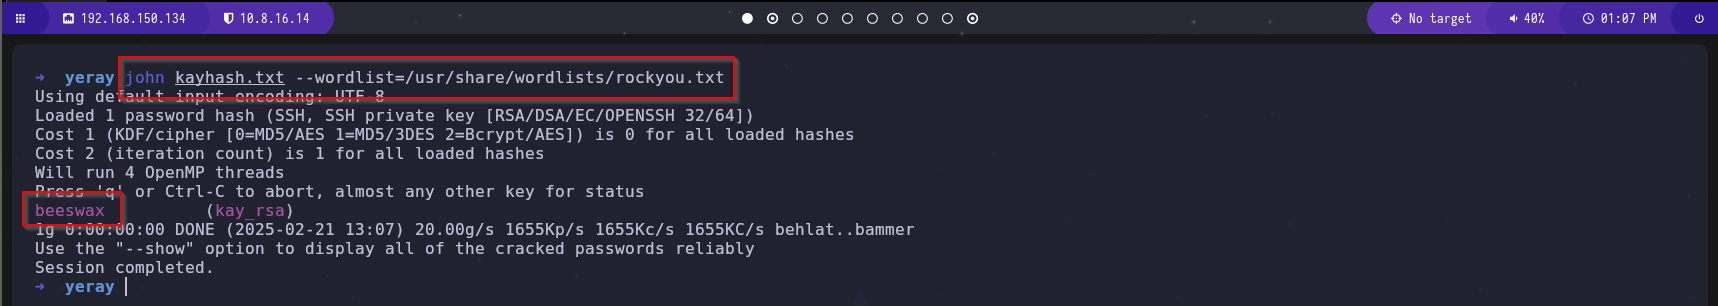 192.168.150.134 10.8.16.14 No target 40% 01:07 PM
➜ yeray john kayhash.txt --wordlist=/usr/share/wordlists/rockyou.txt
Using default input encoding: UTF-8
Loaded 1 password hash (SSH, SSH private key [RSA/DSA/EC/OPENSSH 32/64])
Cost 1 (KDF/cipher [0=MD5/AES 1=MD5/3DES 2=Bcrypt/AES]) is 0 for all loaded hashes
Cost 2 (iteration count) is 1 for all loaded hashes
Will run 4 OpenMP threads
Press 'q' or Ctrl-C to abort, almost any other key for status
beeswax (kay_rsa)
1g 0:00:00:00 DONE (2025-02-21 13:07) 20.00g/s 1655Kp/s 1655Kc/s 1655KC/s behlat..bammer
Use the "--show" option to display all of the cracked passwords reliably
Session completed.
➜ yeray